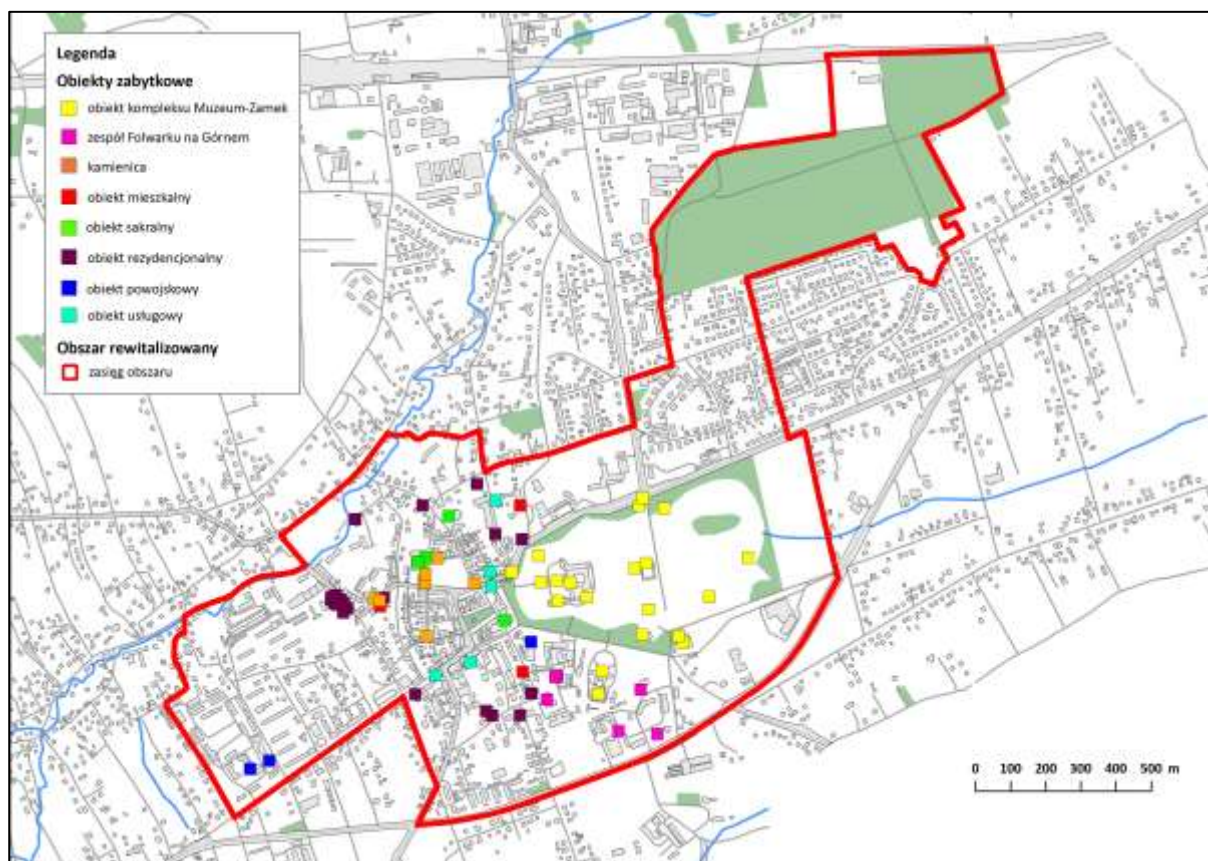 Legenda
Obiekty zabytkowe
obiekt kompleksu Muzeum-Zamek
zespół Folwarku na Górnem
kamienica
obiekt mieszkalny
obiekt sakralny
obiekt rezydencjonalny
obiekt powojskowy
obiekt usługowy
Obszar rewitalizowany
zasięg obszaru
0 100 200 300 400 500 m